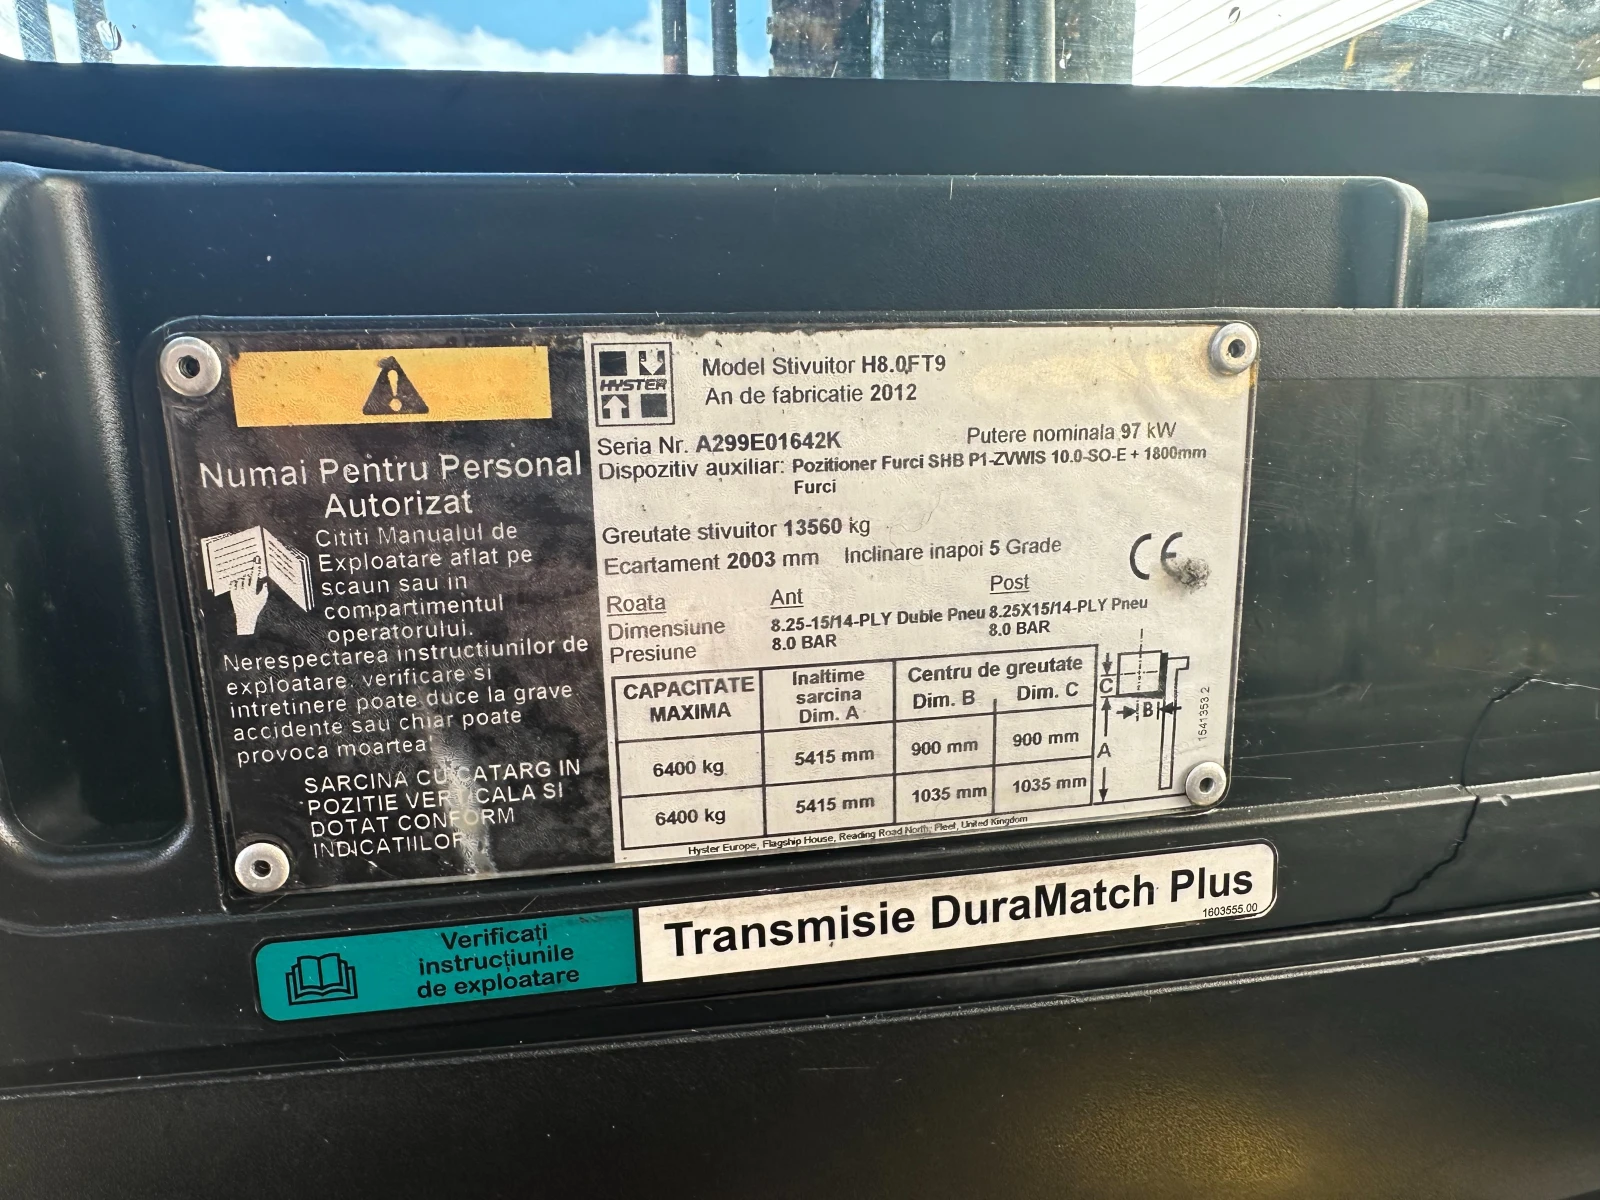 Numai Pentru Personal
Autorizat
Cititi Manualul de
Exploatare aflat pe
scaun sau in
compartimentul
operatorului.
Nerespectarea instructiunilor de
exploatare, verificare si
intretinere poate duce la grave
accidente sau chiar poate
provoca moartea!
SARCINA CU CATARG IN
POZITIE VERTICALA SI
DOTAT CONFORM
INDICATIILOR
HYSTER
Model Stivuitor H8.0FT9
An de fabricatie 2012
Seria Nr. A299E01642K Putere nominala 97 kW
Dispozitiv auxiliar: Pozitioner Furci SHB P1-ZVWIS 10.0-SO-E + 1800mm
Furci
Greutate stivuitor 13560 kg
Ecartament 2003 mm Inclinare inapoi 5 Grade
CE
Roata Ant Post
Dimensiune 8.25-15/14-PLY Duble Pneu 8.25X15/14-PLY Pneu
Presiune 8.0 BAR 8.0 BAR
CAPACITATE MAXIMA Inaltime sarcina Dim. A Centru de greutate Dim. B Dim. C
6400 kg 5415 mm 900 mm 900 mm
6400 kg 5415 mm 1035 mm 1035 mm
C
B
A
1541353.2
Hyster Europe, Flagship House, Reading Road North, Fleet, United Kingdom
Verificați
instrucțiunile
de exploatare
Transmisie DuraMatch Plus
1603555.00